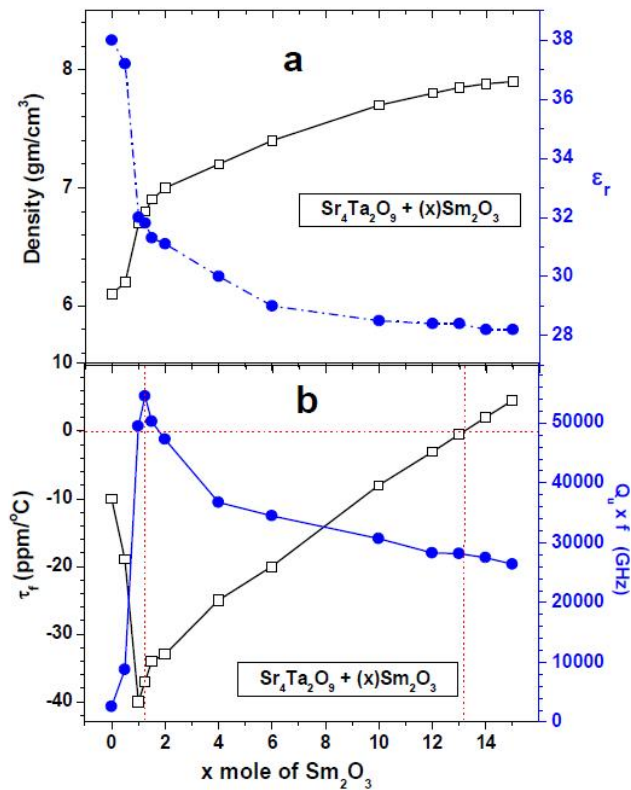 a
8
7
6
10
Density (gm/cm³)
38
36
34
32
30
28
εᵣ
Sr₄Ta₂O₉ + (x)Sm₂O₃
b
0
-10
-20
-30
-40
τf (ppm/°C)
50000
40000
30000
20000
10000
0
Qᵤ x f (GHz)
Sr₄Ta₂O₉ + (x)Sm₂O₃
0 2 4 6 8 10 12 14
x mole of Sm₂O₃